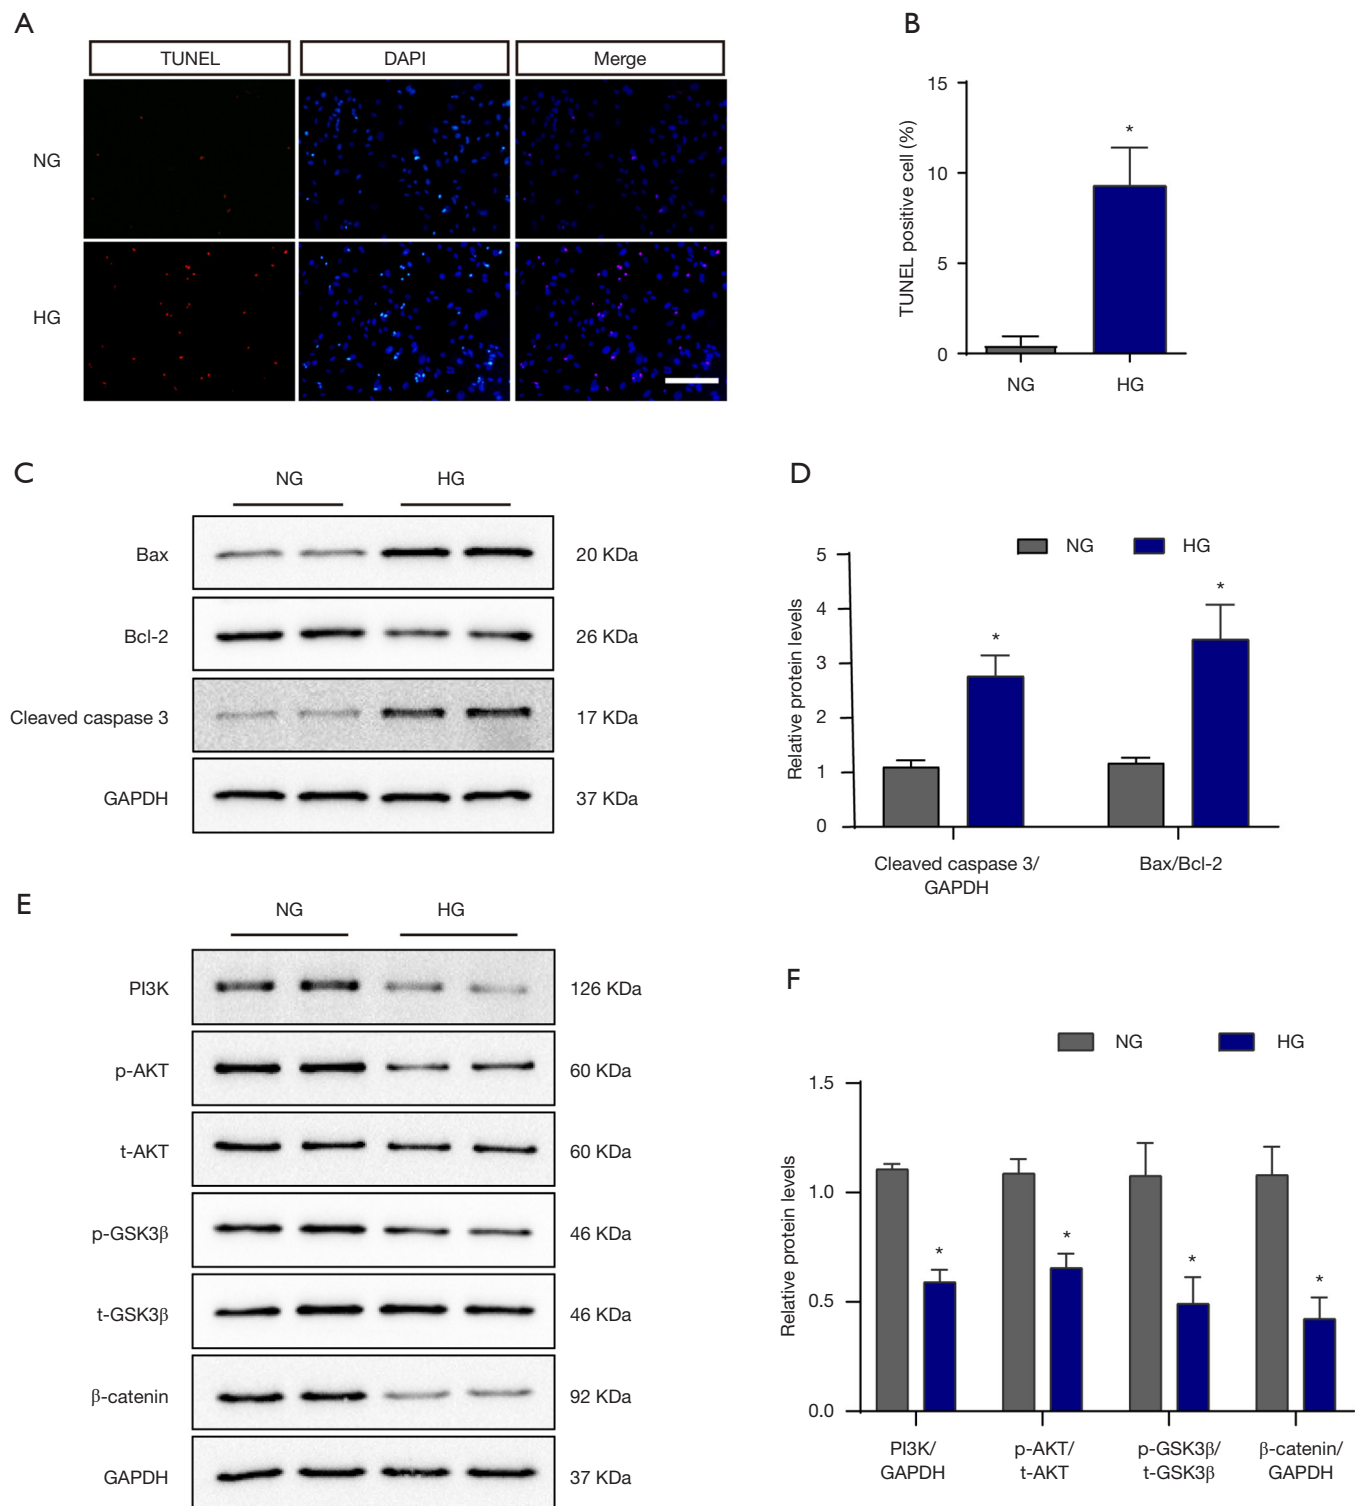 A
TUNEL
DAPI
Merge
NG
HG
B
TUNEL positive cell (%)
15
10
5
0
*
NG
HG
C
NG
HG
Bax
20 KDa
Bcl-2
26 KDa
Cleaved caspase 3
17 KDa
GAPDH
37 KDa
D
NG
HG
Relative protein levels
5
4
3
2
1
0
*
*
Cleaved caspase 3/
GAPDH
Bax/Bcl-2
E
NG
HG
PI3K
126 KDa
p-AKT
60 KDa
t-AKT
60 KDa
p-GSK3β
46 KDa
t-GSK3β
46 KDa
β-catenin
92 KDa
GAPDH
37 KDa
F
NG
HG
Relative protein levels
1.5
1.0
0.5
0.0
*
*
*
*
PI3K/
GAPDH
p-AKT/
t-AKT
p-GSK3β/
t-GSK3β
β-catenin/
GAPDH